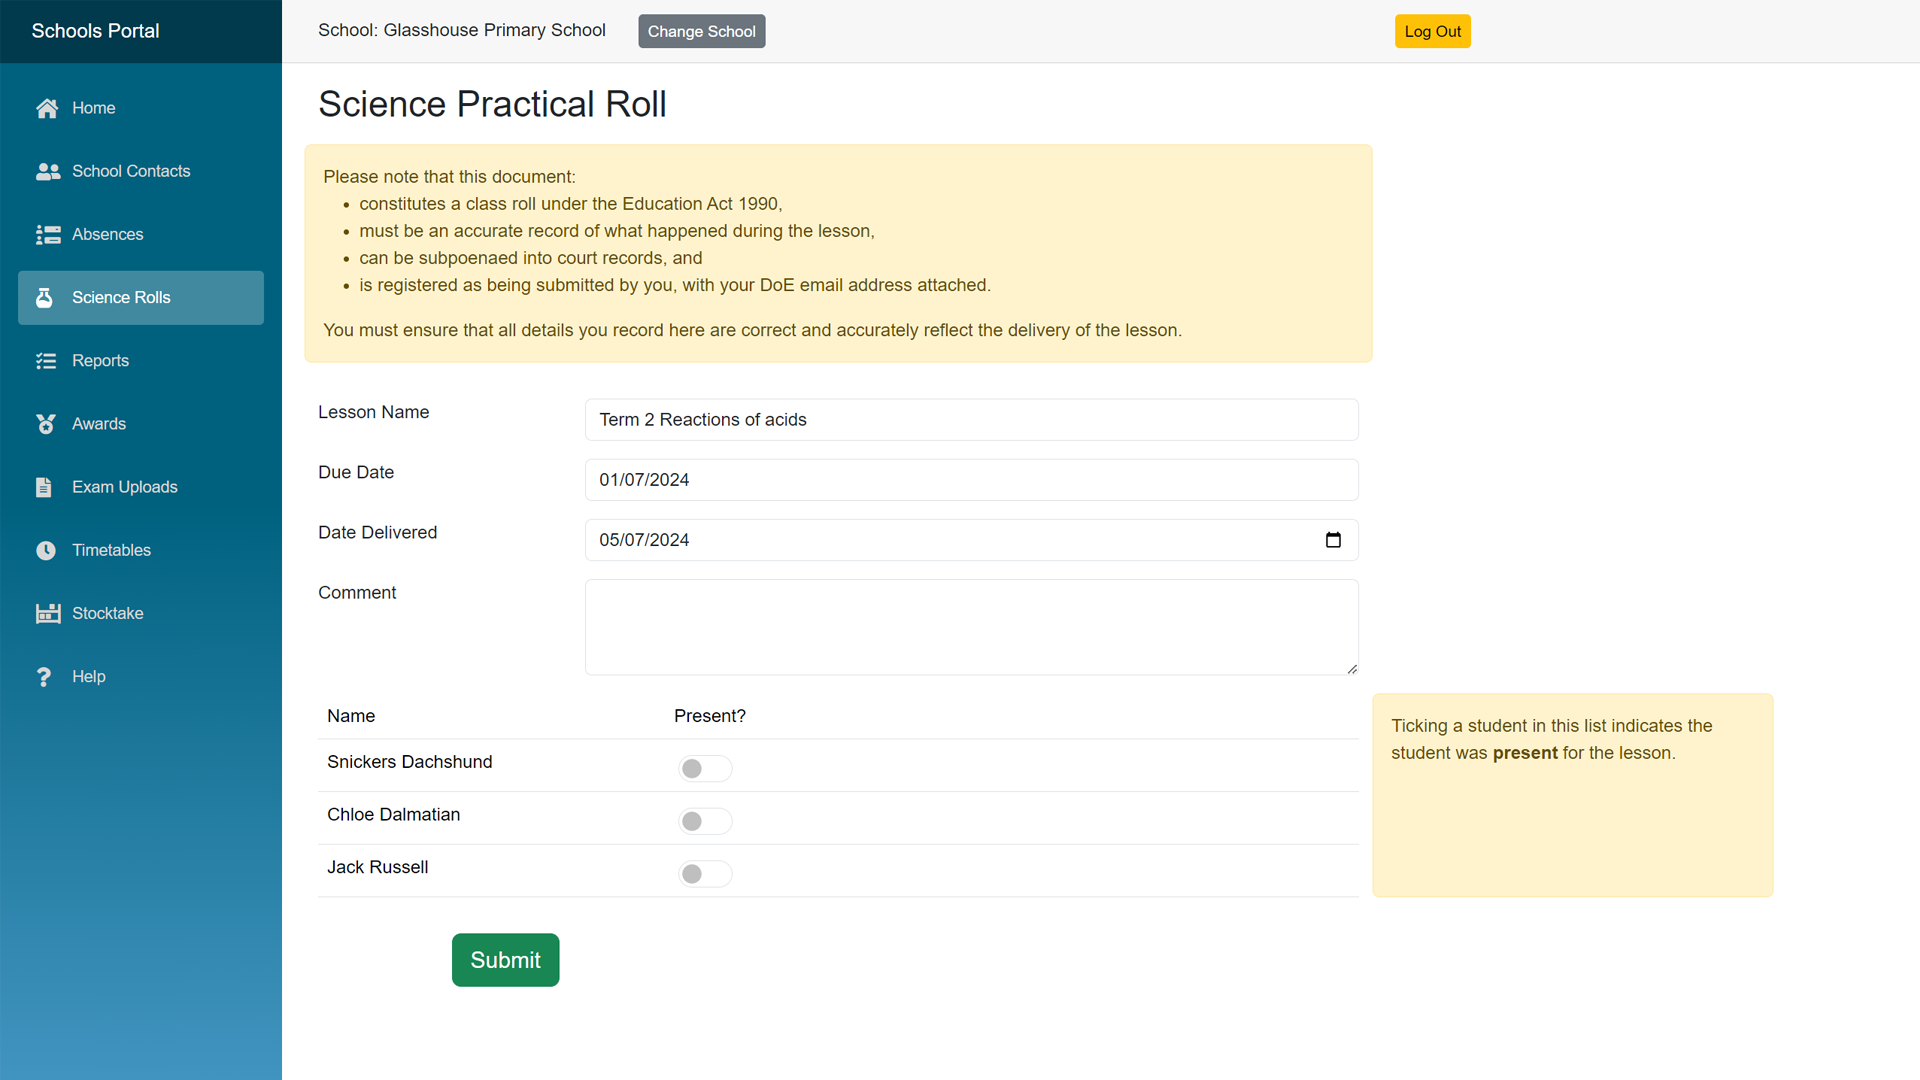 Schools Portal
School: Glasshouse Primary School
Change School
Log Out
Home
School Contacts
Absences
Science Rolls
Reports
Awards
Exam Uploads
Timetables
Stocktake
Help
Science Practical Roll
Please note that this document:
• constitutes a class roll under the Education Act 1990,
• must be an accurate record of what happened during the lesson,
• can be subpoenaed into court records, and
• is registered as being submitted by you, with your DoE email address attached.
You must ensure that all details you record here are correct and accurately reflect the delivery of the lesson.
Lesson Name
Term 2 Reactions of acids
Due Date
01/07/2024
Date Delivered
05/07/2024
Comment
Name Present?
Snickers Dachshund
Chloe Dalmatian
Jack Russell
Ticking a student in this list indicates the
student was present for the lesson.
Submit